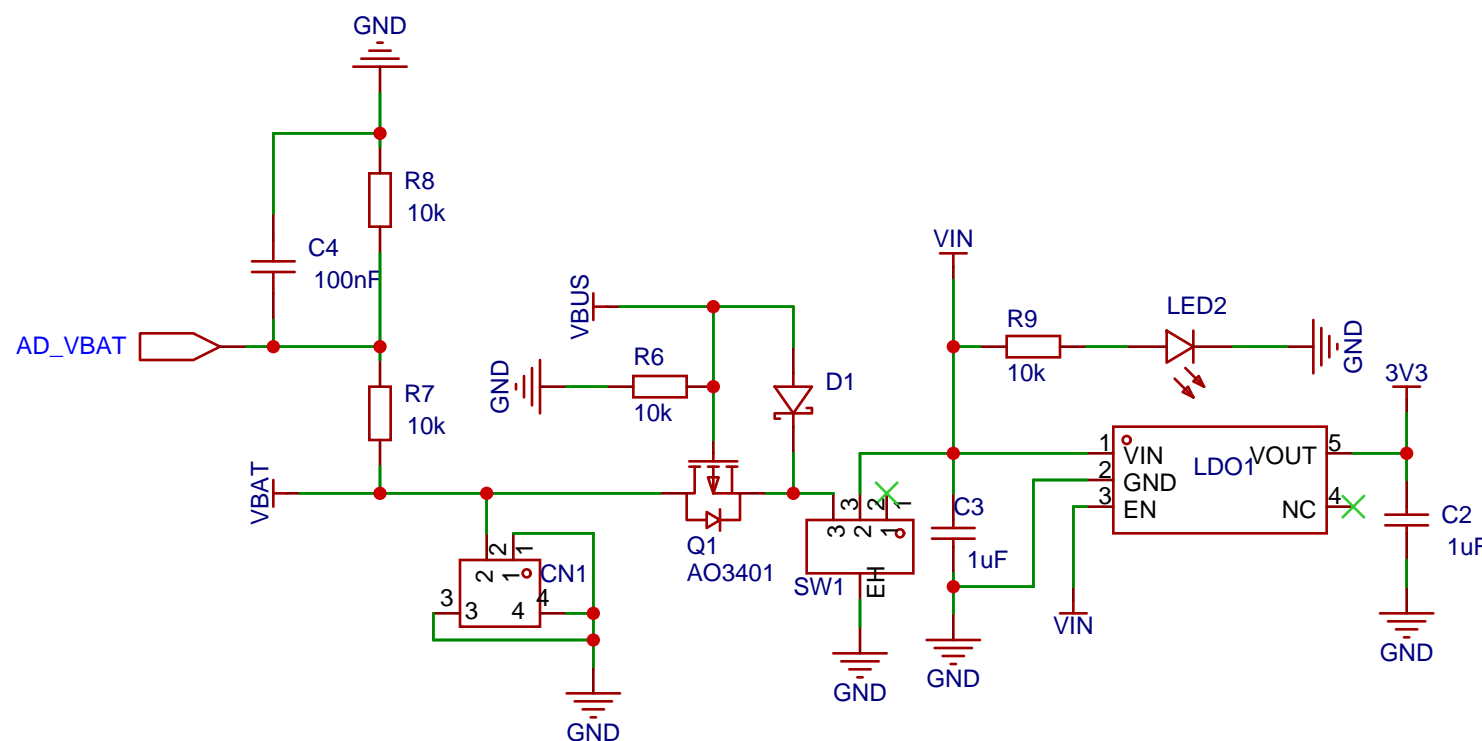 GND
R8
10k
C4
100nF
AD_VBAT
R7
10k
VBAT
VBUS
GND
R6
10k
D1
Q1
AO3401
2
1
2
1
CN1
3
3
4
4
GND
3
2
1
3
2
1
EH
SW1
GND
VIN
R9
10k
LED2
GND
C3
1uF
GND
1
VIN
2
GND
3
EN
LDO1
VOUT
5
NC
4
VIN
3V3
C2
1uF
GND